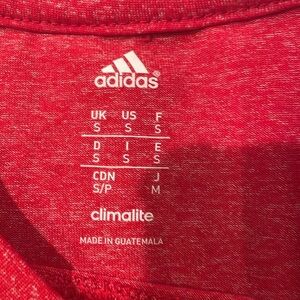 adidas®
UK US F
S S S
D I E
S S S
CDN J
S/P M
climalite
MADE IN GUATEMALA